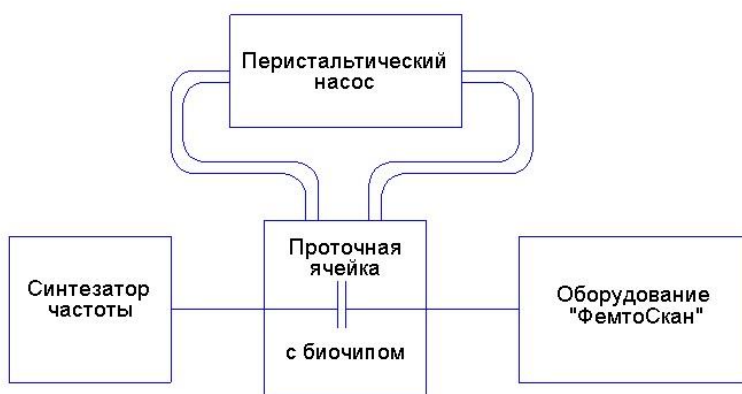 Перистальтический
насос
Проточная
ячейка
с биочипом
Синтезатор
частоты
Оборудование
"ФемтоСкан"